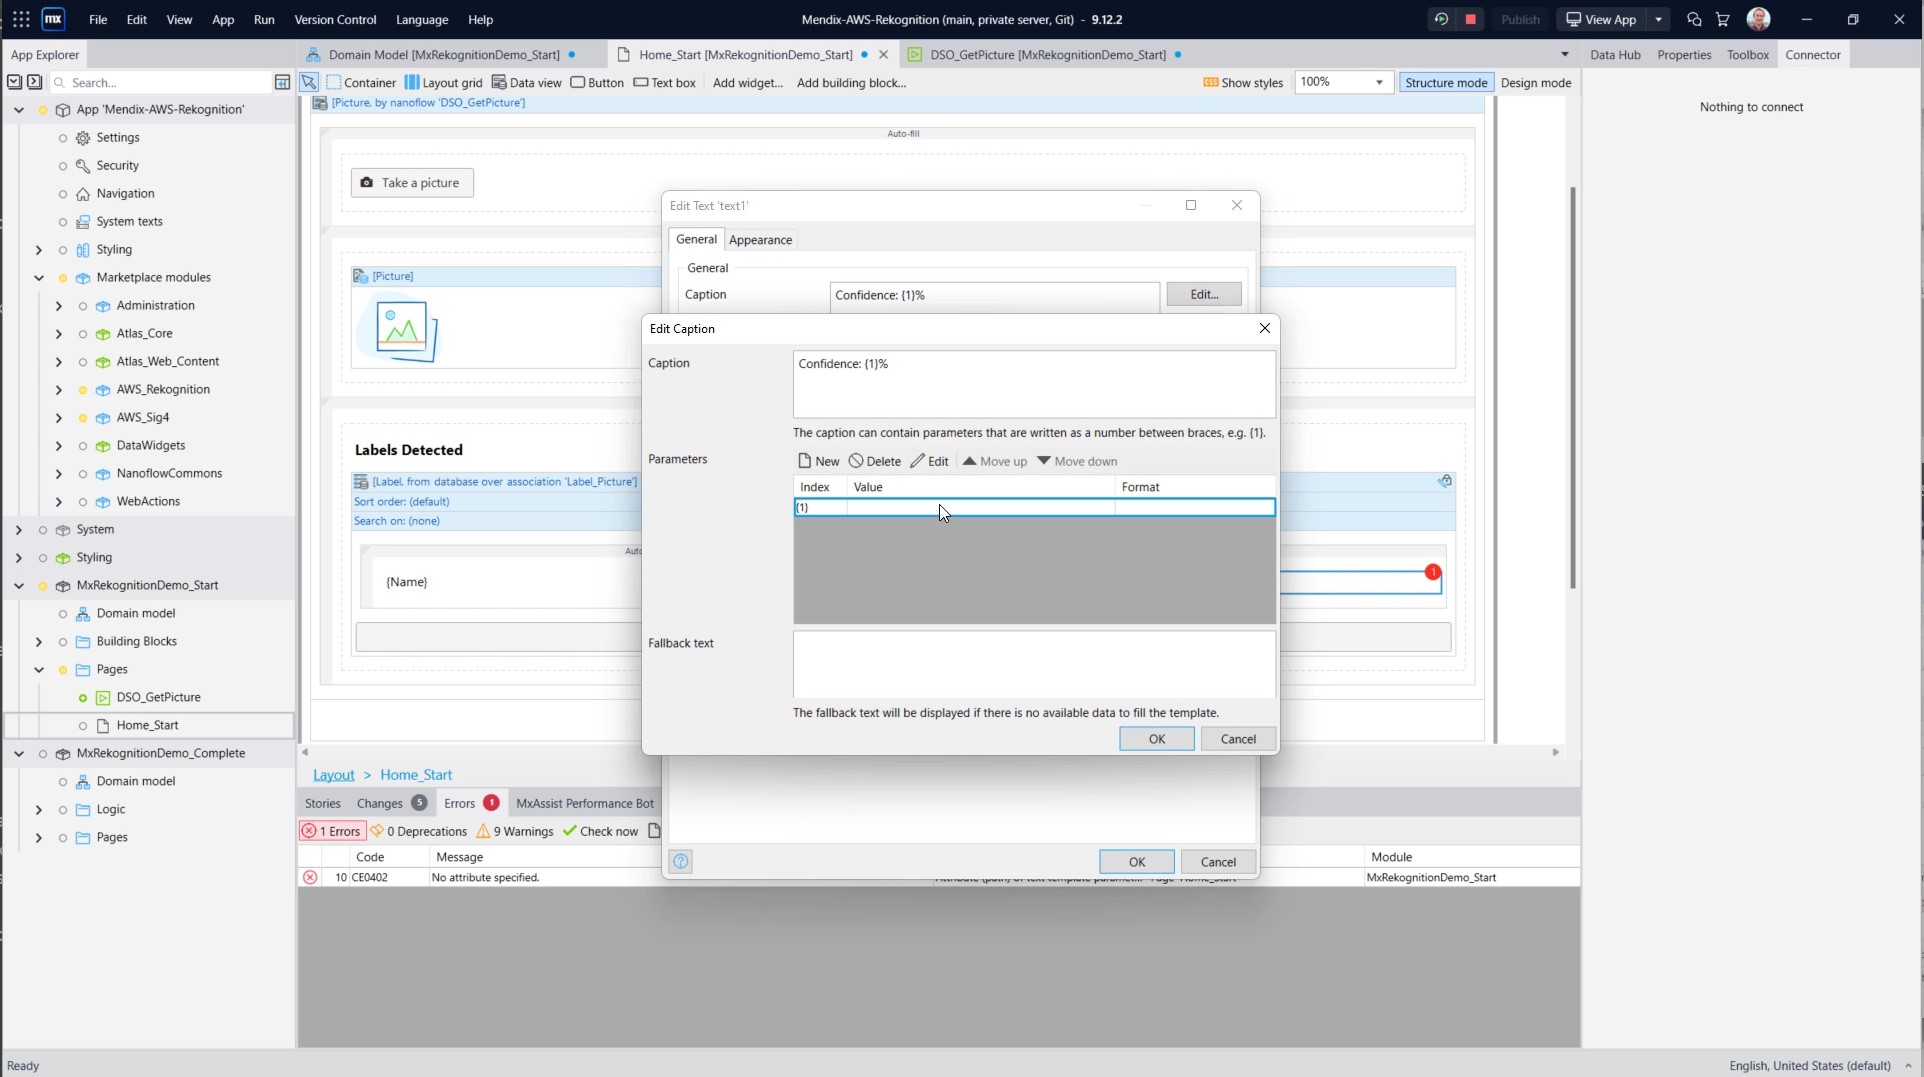 mx File Edit View App Run Version Control Language Help Mendix-AWS-Rekognition (main, private server, Git) - 9.12.2 Publish View App
App Explorer
Domain Model [MxRekognitionDemo_Start] Home_Start [MxRekognitionDemo_Start] DSO_GetPicture [MxRekognitionDemo_Start]
Data Hub Properties Toolbox Connector
Search...
Container Layout grid Data view Button Text box Add widget... Add building block... CSS Show styles 100% Structure mode Design mode
Nothing to connect
App 'Mendix-AWS-Rekognition'
Settings
Security
Navigation
System texts
Styling
Marketplace modules
Administration
Atlas_Core
Atlas_Web_Content
AWS_Rekognition
AWS_Sig4
DataWidgets
NanoflowCommons
WebActions
System
Styling
MxRekognitionDemo_Start
Domain model
Building Blocks
Pages
DSO_GetPicture
Home_Start
MxRekognitionDemo_Complete
Domain model
Logic
Pages
[Picture, by nanoflow 'DSO_GetPicture']
Auto-fill
Take a picture
[Picture]
Labels Detected
[Label, from database over association 'Label_Picture']
Sort order: (default)
Search on: (none)
{Name}
1
Edit Text 'text1'
General Appearance
General
Caption Confidence: {1}% Edit...
Edit Caption
Caption Confidence: {1}%
The caption can contain parameters that are written as a number between braces, e.g. {1}.
Parameters New Delete Edit Move up Move down
Index Value Format
{1}
Fallback text
The fallback text will be displayed if there is no available data to fill the template.
OK Cancel
? OK Cancel
Layout > Home_Start
Stories Changes 5 Errors 1 MxAssist Performance Bot
1 Errors 0 Deprecations 9 Warnings Check now
Code Message Module
10 CE0402 No attribute specified. MxRekognitionDemo_Start
Ready English, United States (default)